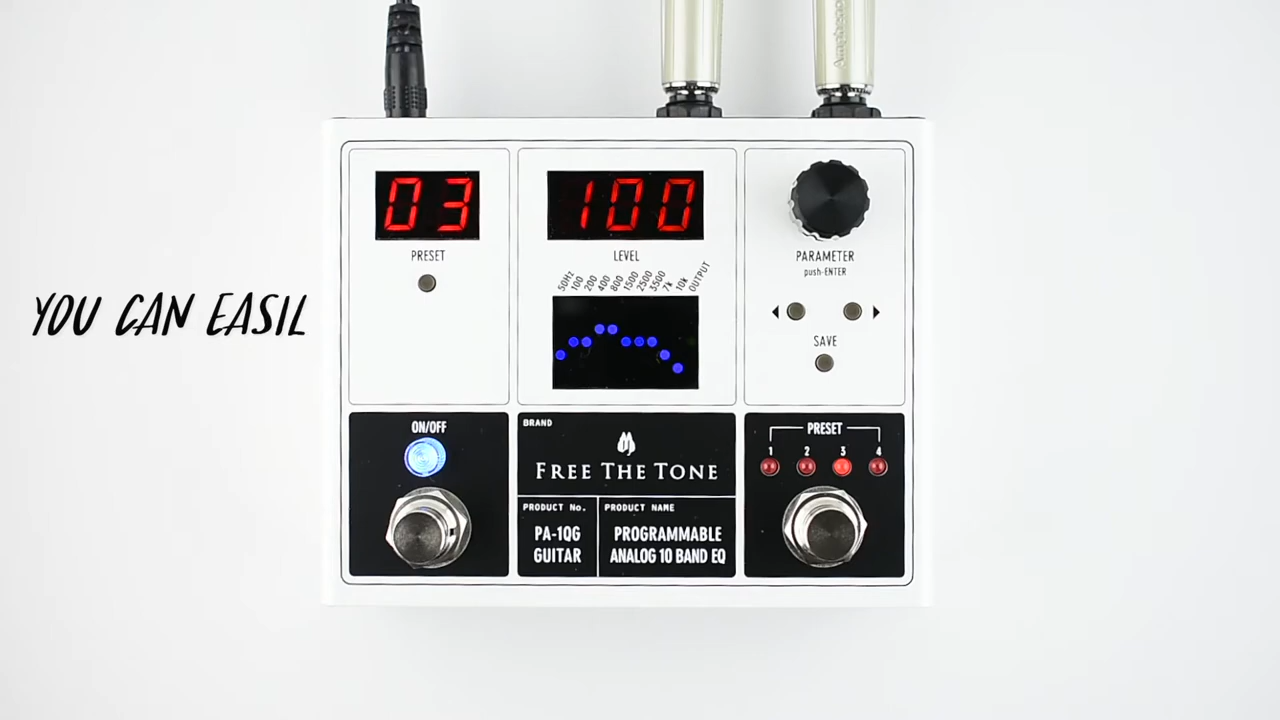 Amphenol
03
100
PRESET
LEVEL
PARAMETER
push-ENTER
50Hz
100
200
400
800
1500
2500
3500
7k
10k
OUTPUT
YOU CAN EASIL
SAVE
ON/OFF
BRAND
FREE THE TONE
PRESET
1 2 3 4
PRODUCT No.
PA-1QG
GUITAR
PRODUCT NAME
PROGRAMMABLE
ANALOG 10 BAND EQ